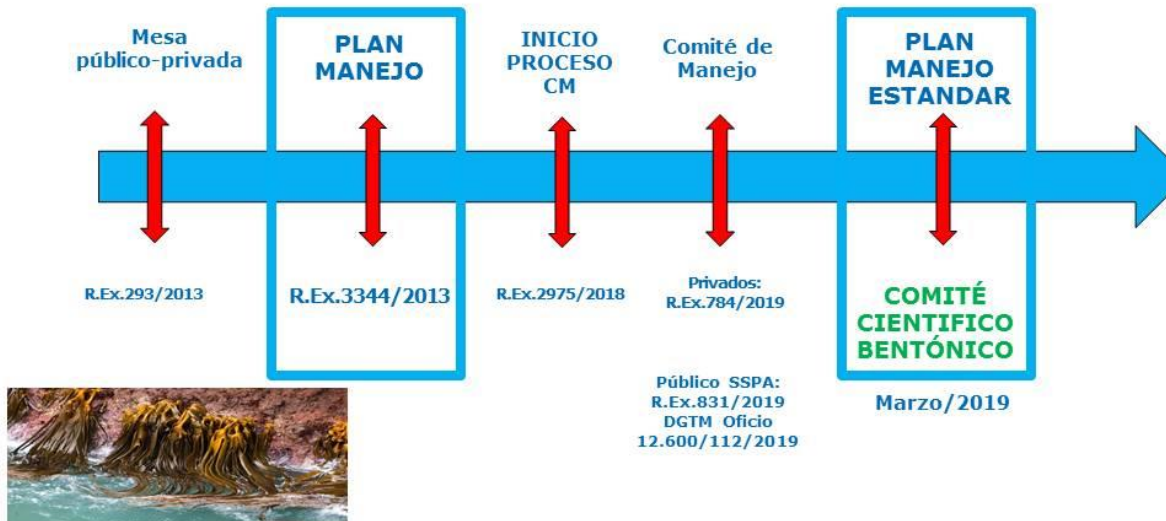 Mesa
público-privada
PLAN
MANEJO
INICIO
PROCESO
CM
Comité de
Manejo
PLAN
MANEJO
ESTANDAR
R.Ex.293/2013
R.Ex.3344/2013
R.Ex.2975/2018
Privados:
R.Ex.784/2019
Público SSPA:
R.Ex.831/2019
DGTM Oficio
12.600/112/2019
COMITÉ
CIENTIFICO
BENTÓNICO
Marzo/2019